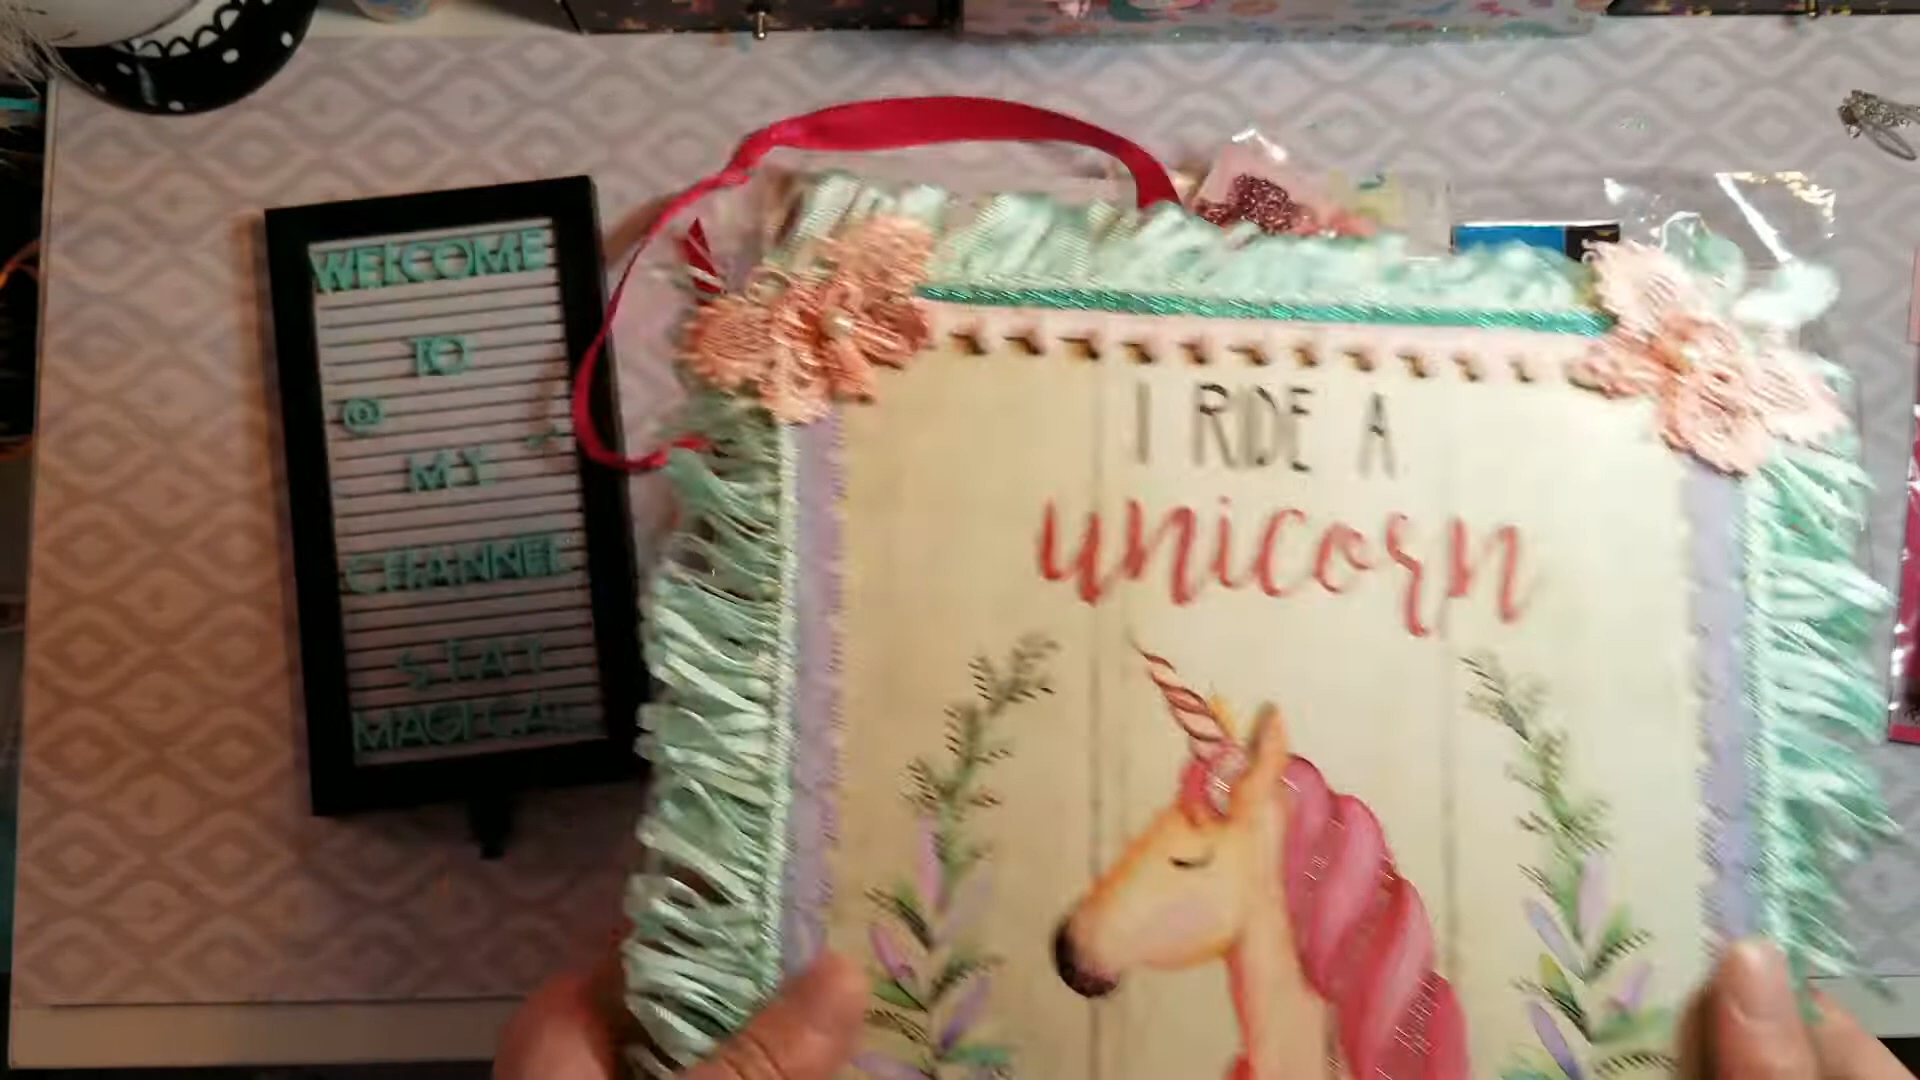 WELCOME
TO
@
MY
CHANNEL
STAY
MAGICAL
I RIDE A
unicorn